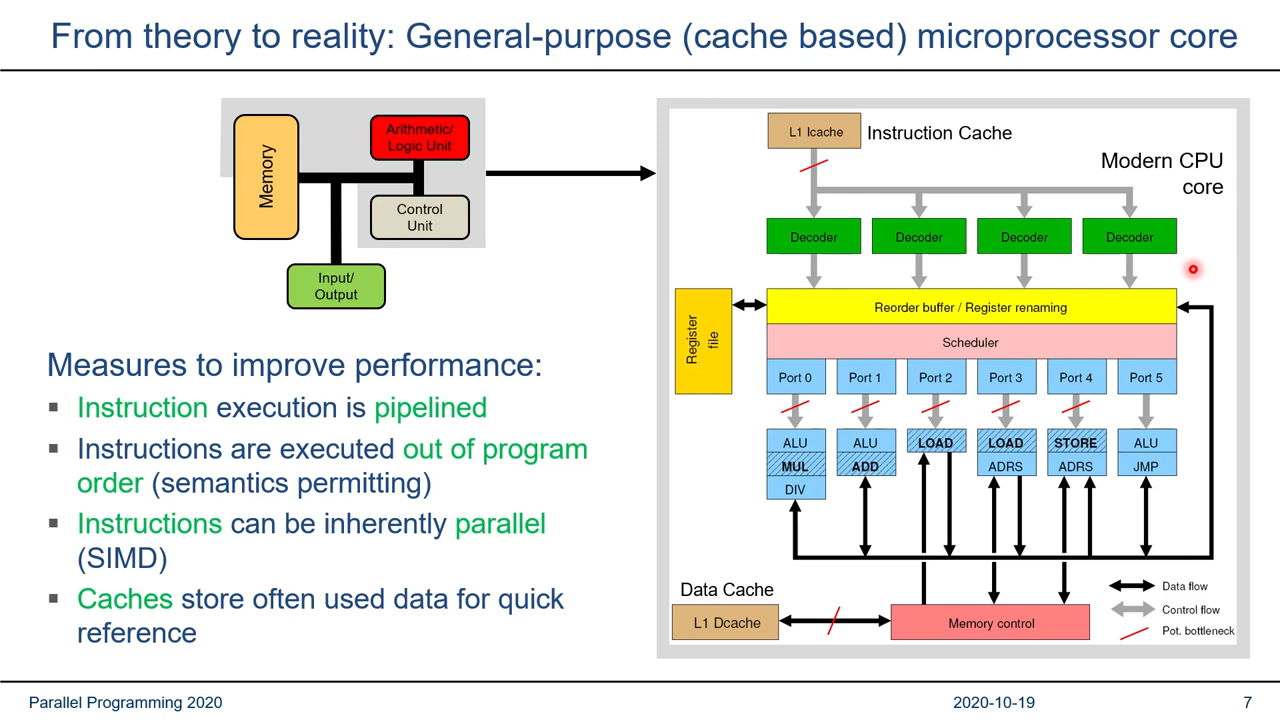 From theory to reality: General-purpose (cache based) microprocessor core
Memory
Arithmetic/
Logic Unit
Control
Unit
Input/
Output
Measures to improve performance:
▪ Instruction execution is pipelined
▪ Instructions are executed out of program
order (semantics permitting)
▪ Instructions can be inherently parallel
(SIMD)
▪ Caches store often used data for quick
reference
L1 Icache
Instruction Cache
Modern CPU
core
Decoder
Decoder
Decoder
Decoder
Register
file
Reorder buffer / Register renaming
Scheduler
Port 0
Port 1
Port 2
Port 3
Port 4
Port 5
ALU
MUL
DIV
ALU
ADD
LOAD
LOAD
ADRS
STORE
ADRS
ALU
JMP
Data Cache
L1 Dcache
Memory control
Data flow
Control flow
Pot. bottleneck
Parallel Programming 2020
2020-10-19
7